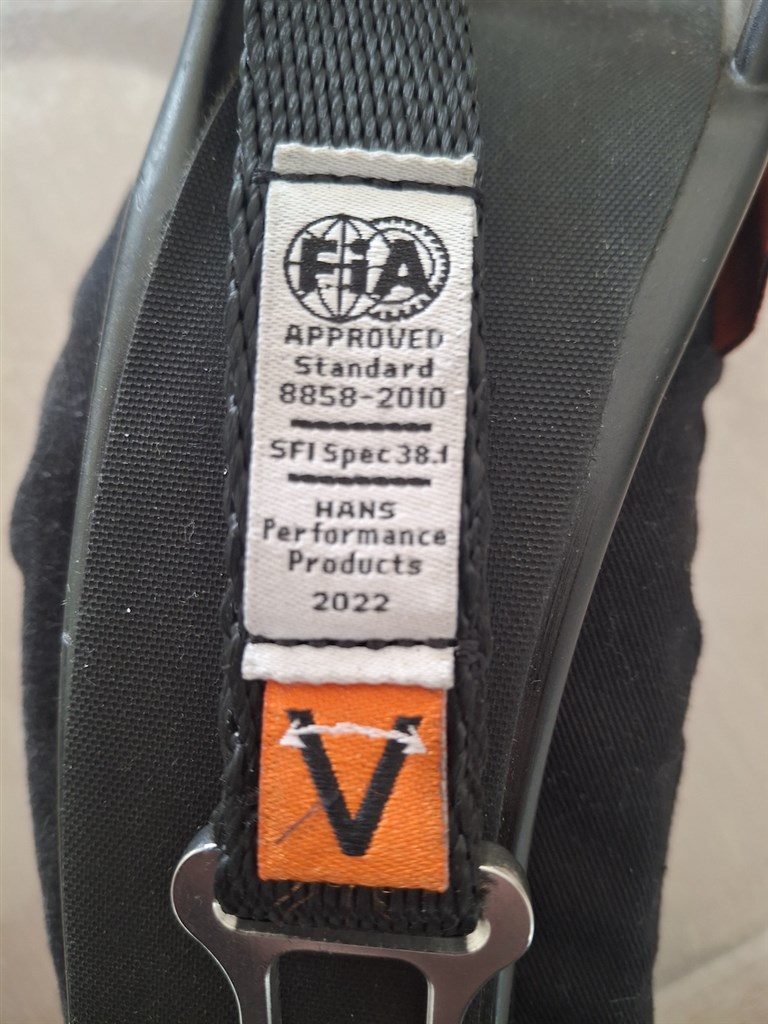 FiA
APPROVED
Standard
8858-2010
SFI Spec 38.1
HANS
Performance
Products
2022
V